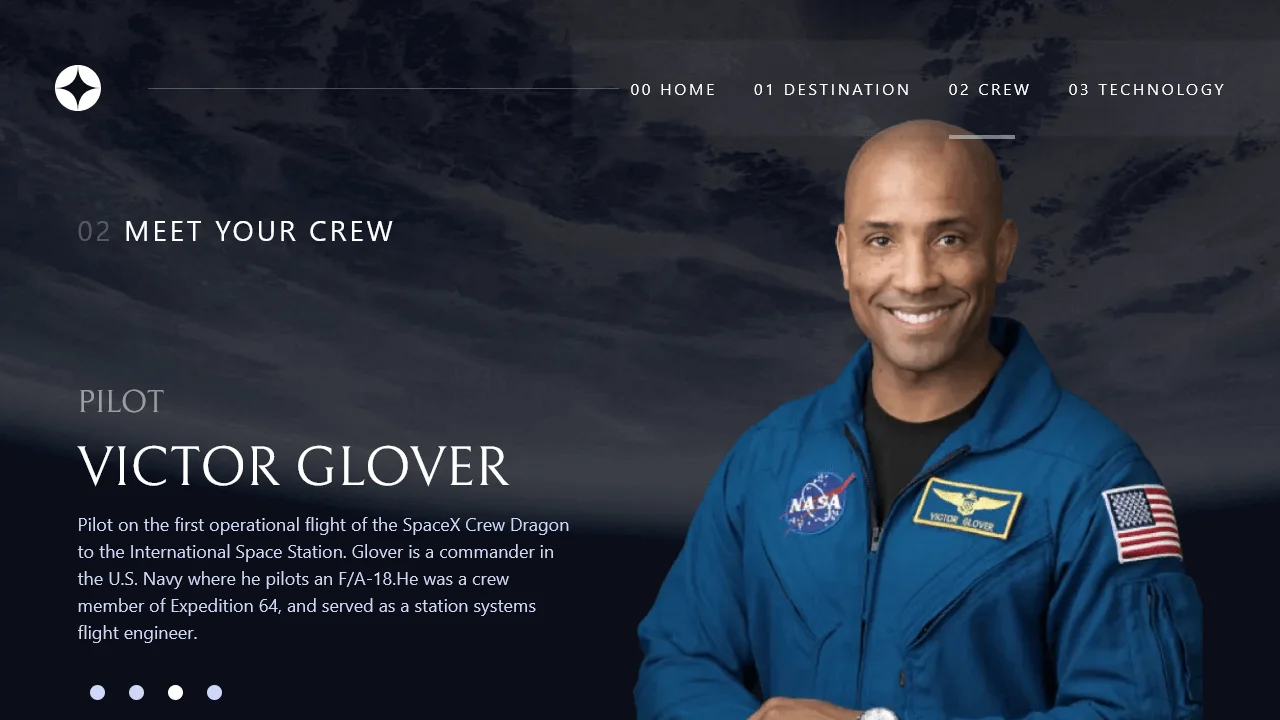 00 HOME 01 DESTINATION 02 CREW 03 TECHNOLOGY
02 MEET YOUR CREW
PILOT
VICTOR GLOVER
Pilot on the first operational flight of the SpaceX Crew Dragon
to the International Space Station. Glover is a commander in
the U.S. Navy where he pilots an F/A-18.He was a crew
member of Expedition 64, and served as a station systems
flight engineer.
NASA
VICTOR GLOVER